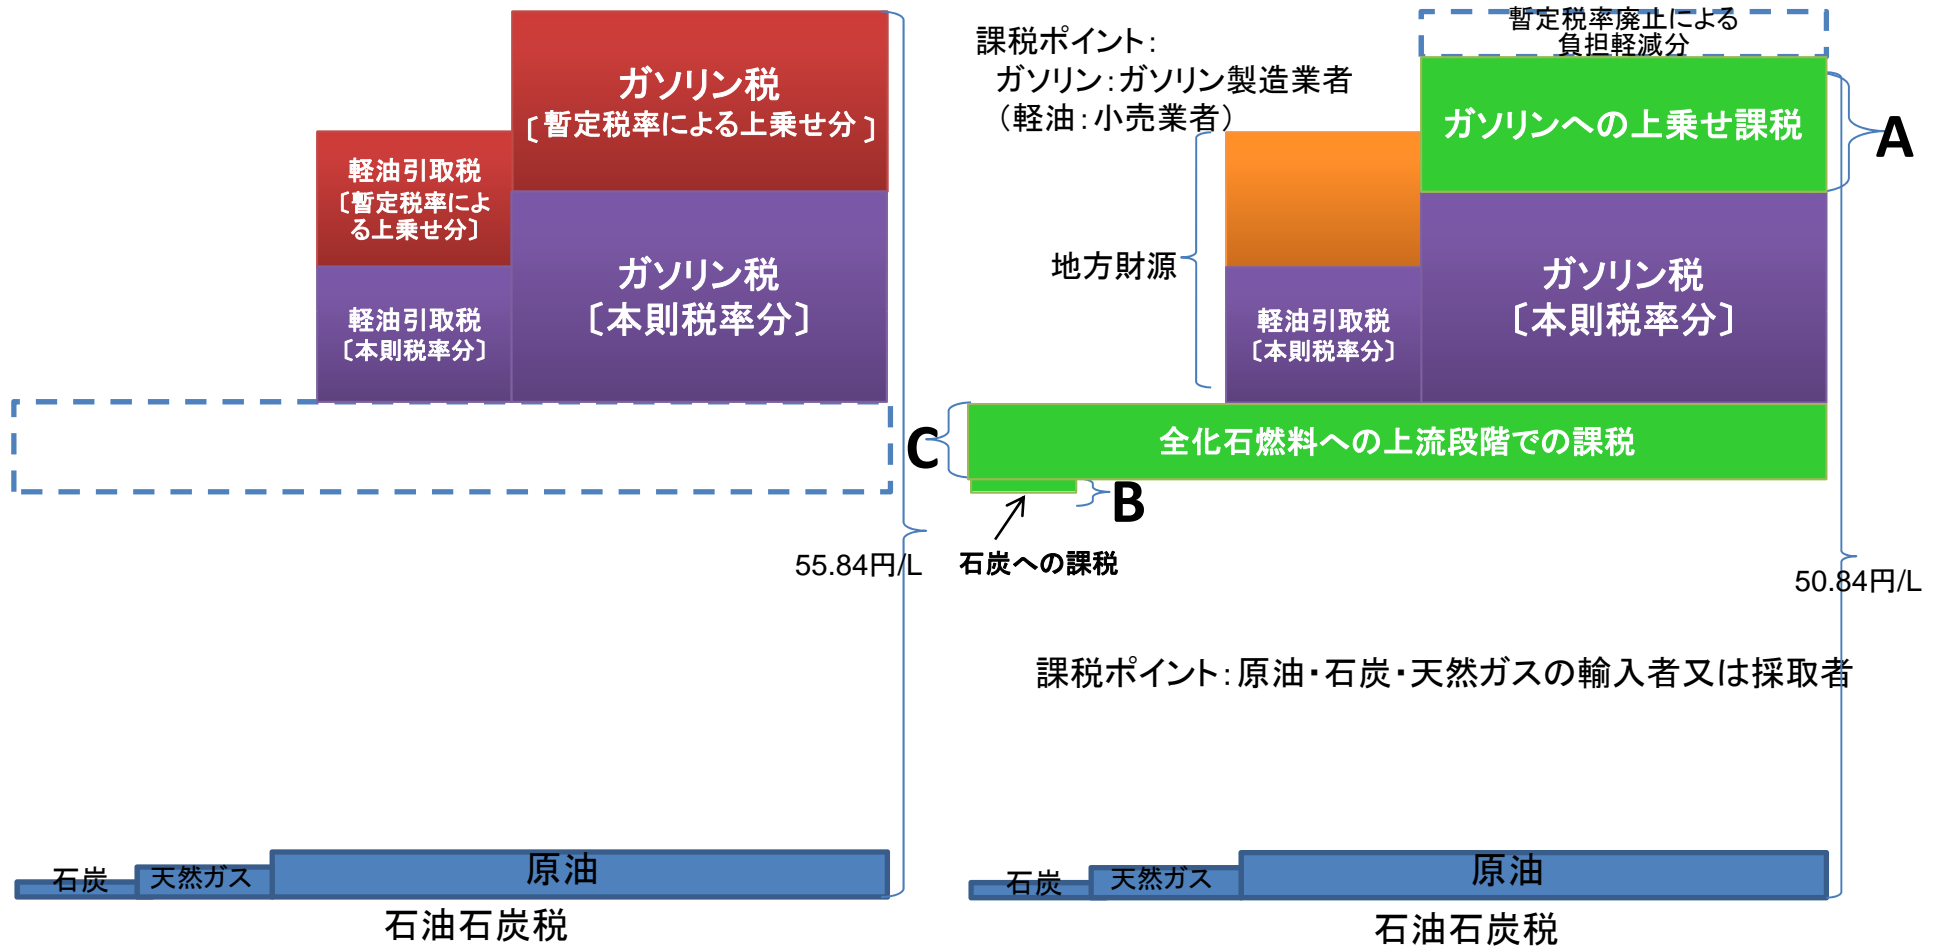 ガソリン税
〔暫定税率による上乗せ分〕
軽油引取税
〔暫定税率によ
る上乗せ分〕
ガソリン税
〔本則税率分〕
軽油引取税
〔本則税率分〕
55.84円/L
石炭
天然ガス
原油
石油石炭税
課税ポイント：
ガソリン：ガソリン製造業者
（軽油：小売業者）
暫定税率廃止による
負担軽減分
ガソリンへの上乗せ課税
A
地方財源
ガソリン税
〔本則税率分〕
軽油引取税
〔本則税率分〕
C
全化石燃料への上流段階での課税
B
石炭への課税
50.84円/L
課税ポイント：原油・石炭・天然ガスの輸入者又は採取者
石炭
天然ガス
原油
石油石炭税